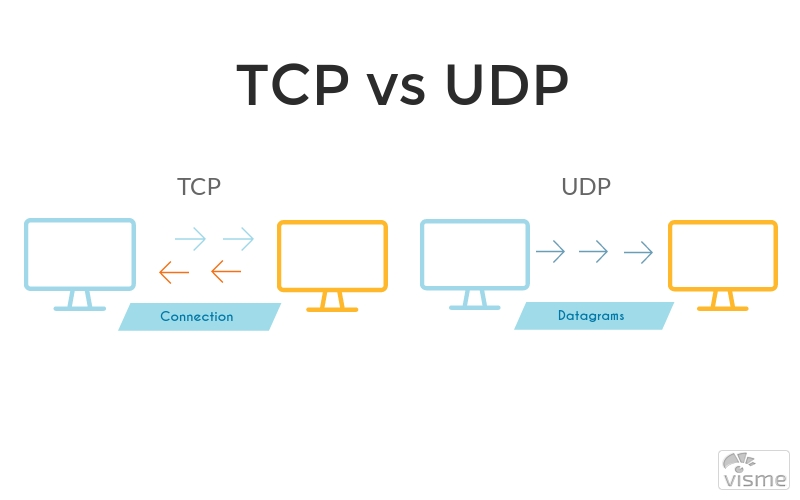 TCP vs UDP
TCP
UDP
Connection
Datagrams
visme